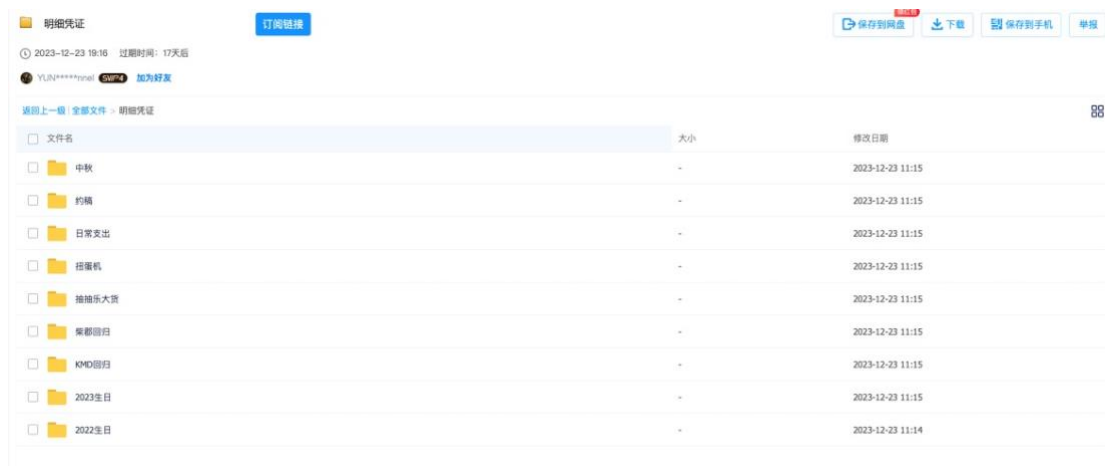 明细凭证 订阅链接 保存到网盘 下载 保存到手机 举报
2023-12-23 19:16 过期时间：17天后
YUN*****nnel SVIP4 加为好友
返回上一级 | 全部文件 > 明细凭证
文件名 大小 修改日期
中秋 - 2023-12-23 11:15
约稿 - 2023-12-23 11:15
日常支出 - 2023-12-23 11:15
扭蛋机 - 2023-12-23 11:15
抽抽乐大货 - 2023-12-23 11:15
柴郡回归 - 2023-12-23 11:15
KMD回归 - 2023-12-23 11:15
2023生日 - 2023-12-23 11:15
2022生日 - 2023-12-23 11:14